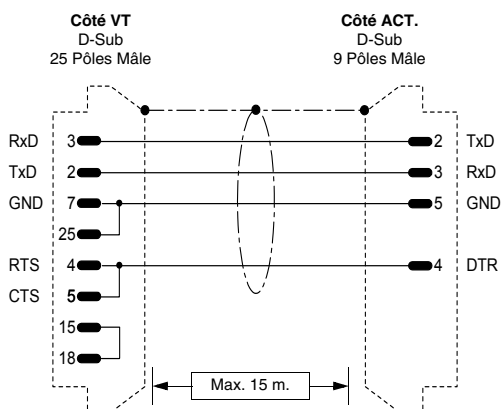 Côté VT Côté ACT.
D-Sub D-Sub
25 Pôles Mâle 9 Pôles Mâle
RxD 3 2 TxD
TxD 2 3 RxD
GND 7 5 GND
25
RTS 4 4 DTR
CTS 5
15
18
Max. 15 m.